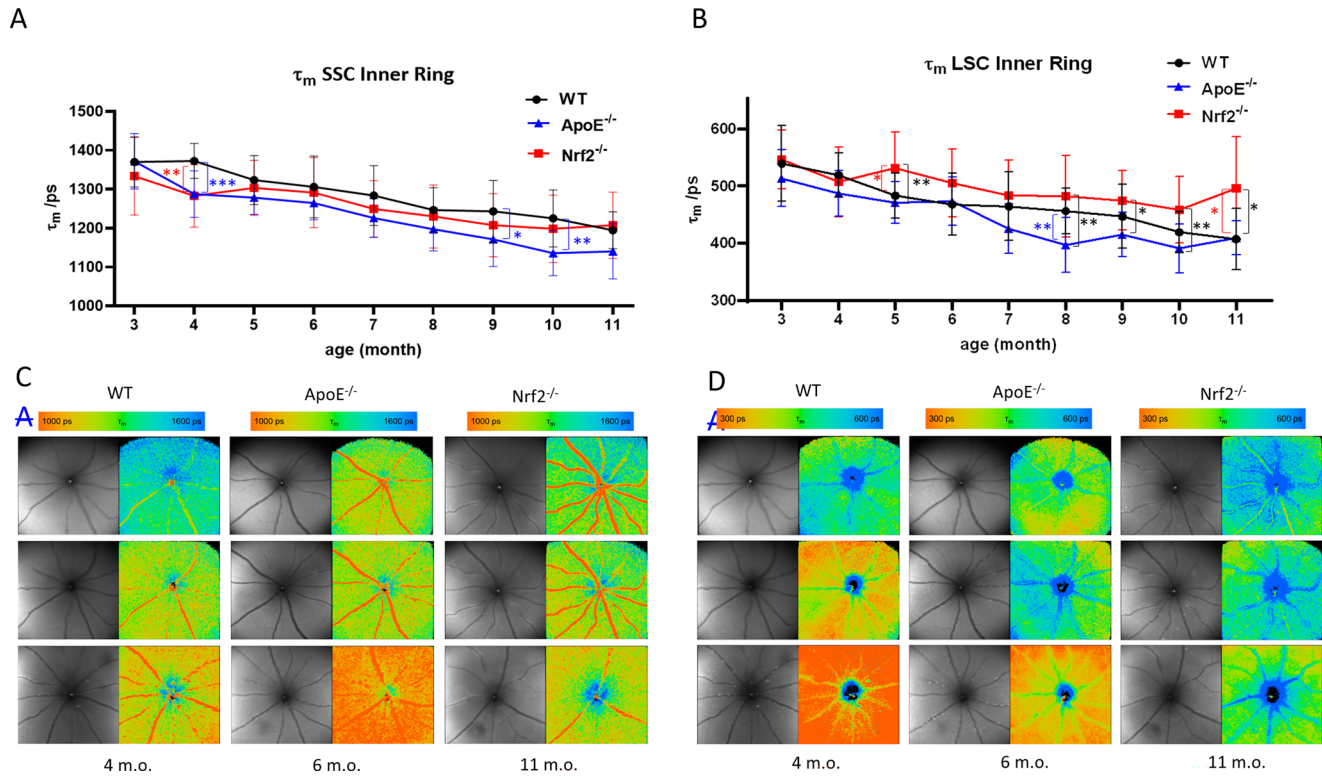 A
τm SSC Inner Ring
WT
ApoE-/-
Nrf2-/-
1500
1400
1300
1200
1100
1000
τm /ps
** ***
*
**
3 4 5 6 7 8 9 10 11
age (month)
B
τm LSC Inner Ring
WT
ApoE-/-
Nrf2-/-
600
500
400
300
τm /ps
* **
** **
*
**
* *
3 4 5 6 7 8 9 10 11
age (month)
C
WT ApoE-/- Nrf2-/-
A
1000 ps τm 1600 ps
1000 ps τm 1600 ps
1000 ps τm 1600 ps
4 m.o. 6 m.o. 11 m.o.
D
WT ApoE-/- Nrf2-/-
300 ps τm 600 ps
300 ps τm 600 ps
300 ps τm 600 ps
4 m.o. 6 m.o. 11 m.o.